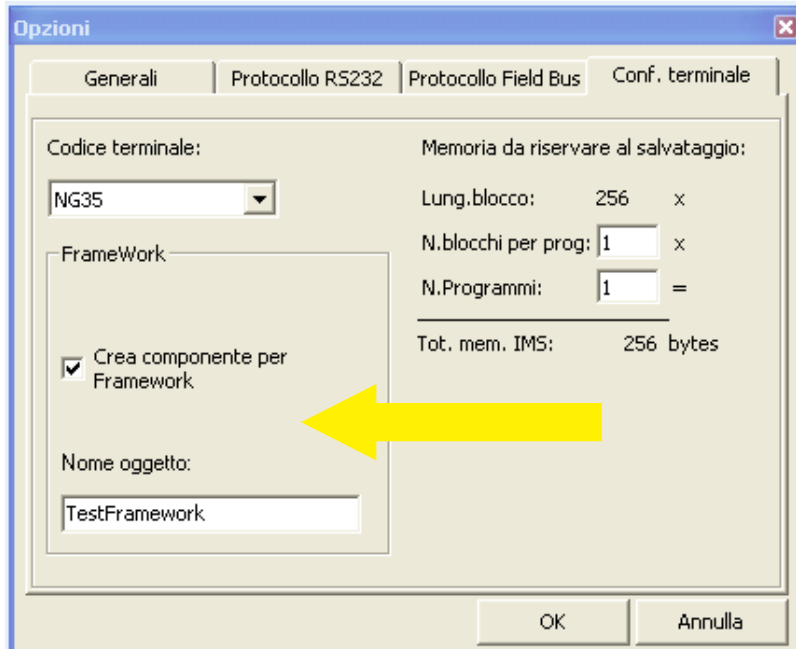 Opzioni
Generali
Protocollo RS232
Protocollo Field Bus
Conf. terminale
Codice terminale:
NG35
FrameWork
Crea componente per
Framework
Nome oggetto:
TestFramework
Memoria da riservare al salvataggio:
Lung.blocco: 256 x
N.blocchi per prog: 1 x
N.Programmi: 1 =
Tot. mem. IMS: 256 bytes
OK
Annulla